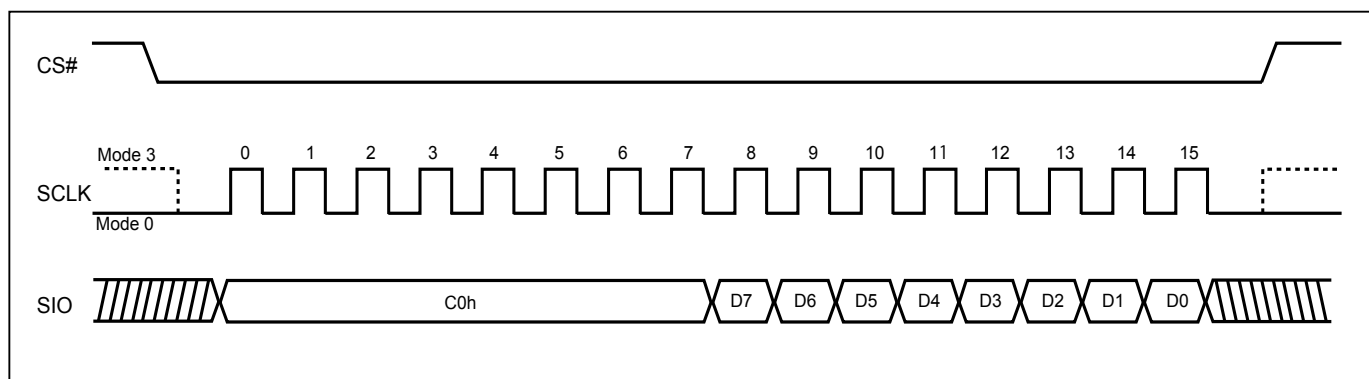 CS#
Mode 3
0 1 2 3 4 5 6 7 8 9 10 11 12 13 14 15
SCLK
Mode 0
SIO
C0h D7 D6 D5 D4 D3 D2 D1 D0